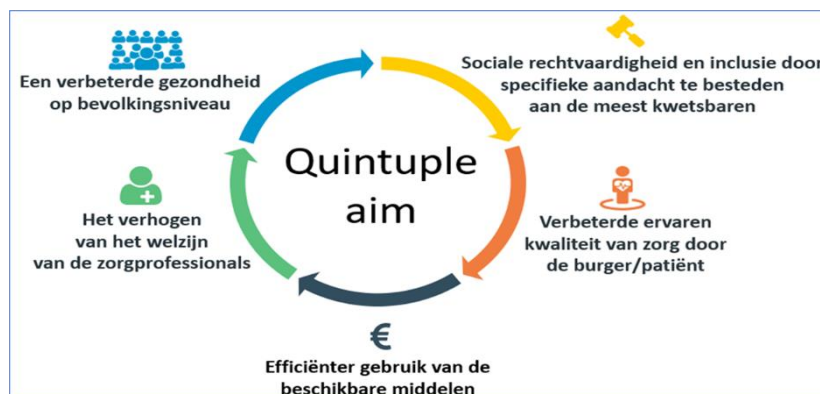 Een verbeterde gezondheid
op bevolkingsniveau
Sociale rechtvaardigheid en inclusie door
specifieke aandacht te besteden
aan de meest kwetsbaren
Quintuple
aim
Het verhogen
van het welzijn
van de zorgprofessionals
Verbeterde ervaren
kwaliteit van zorg door
de burger/patiënt
€
Efficiënter gebruik van de
beschikbare middelen